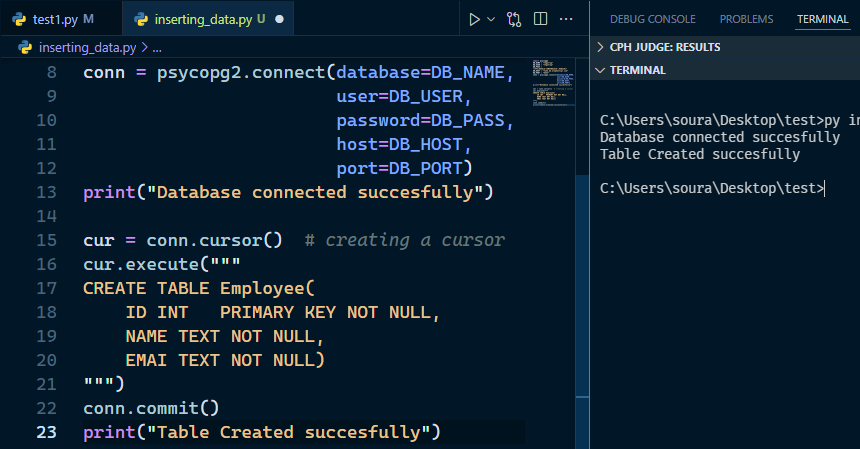 test1.py M
inserting_data.py U
DEBUG CONSOLE PROBLEMS TERMINAL
inserting_data.py > ...
CPH JUDGE: RESULTS
TERMINAL
8 conn = psycopg2.connect(database=DB_NAME,
9 user=DB_USER,
10 password=DB_PASS,
11 host=DB_HOST,
12 port=DB_PORT)
13 print("Database connected succesfully")
14
15 cur = conn.cursor()  # creating a cursor
16 cur.execute("""
17 CREATE TABLE Employee(
18     ID INT   PRIMARY KEY NOT NULL,
19     NAME TEXT NOT NULL,
20     EMAI TEXT NOT NULL)
21 """)
22 conn.commit()
23 print("Table Created succesfully")
C:\Users\soura\Desktop\test>py in
Database connected succesfully
Table Created succesfully
C:\Users\soura\Desktop\test>